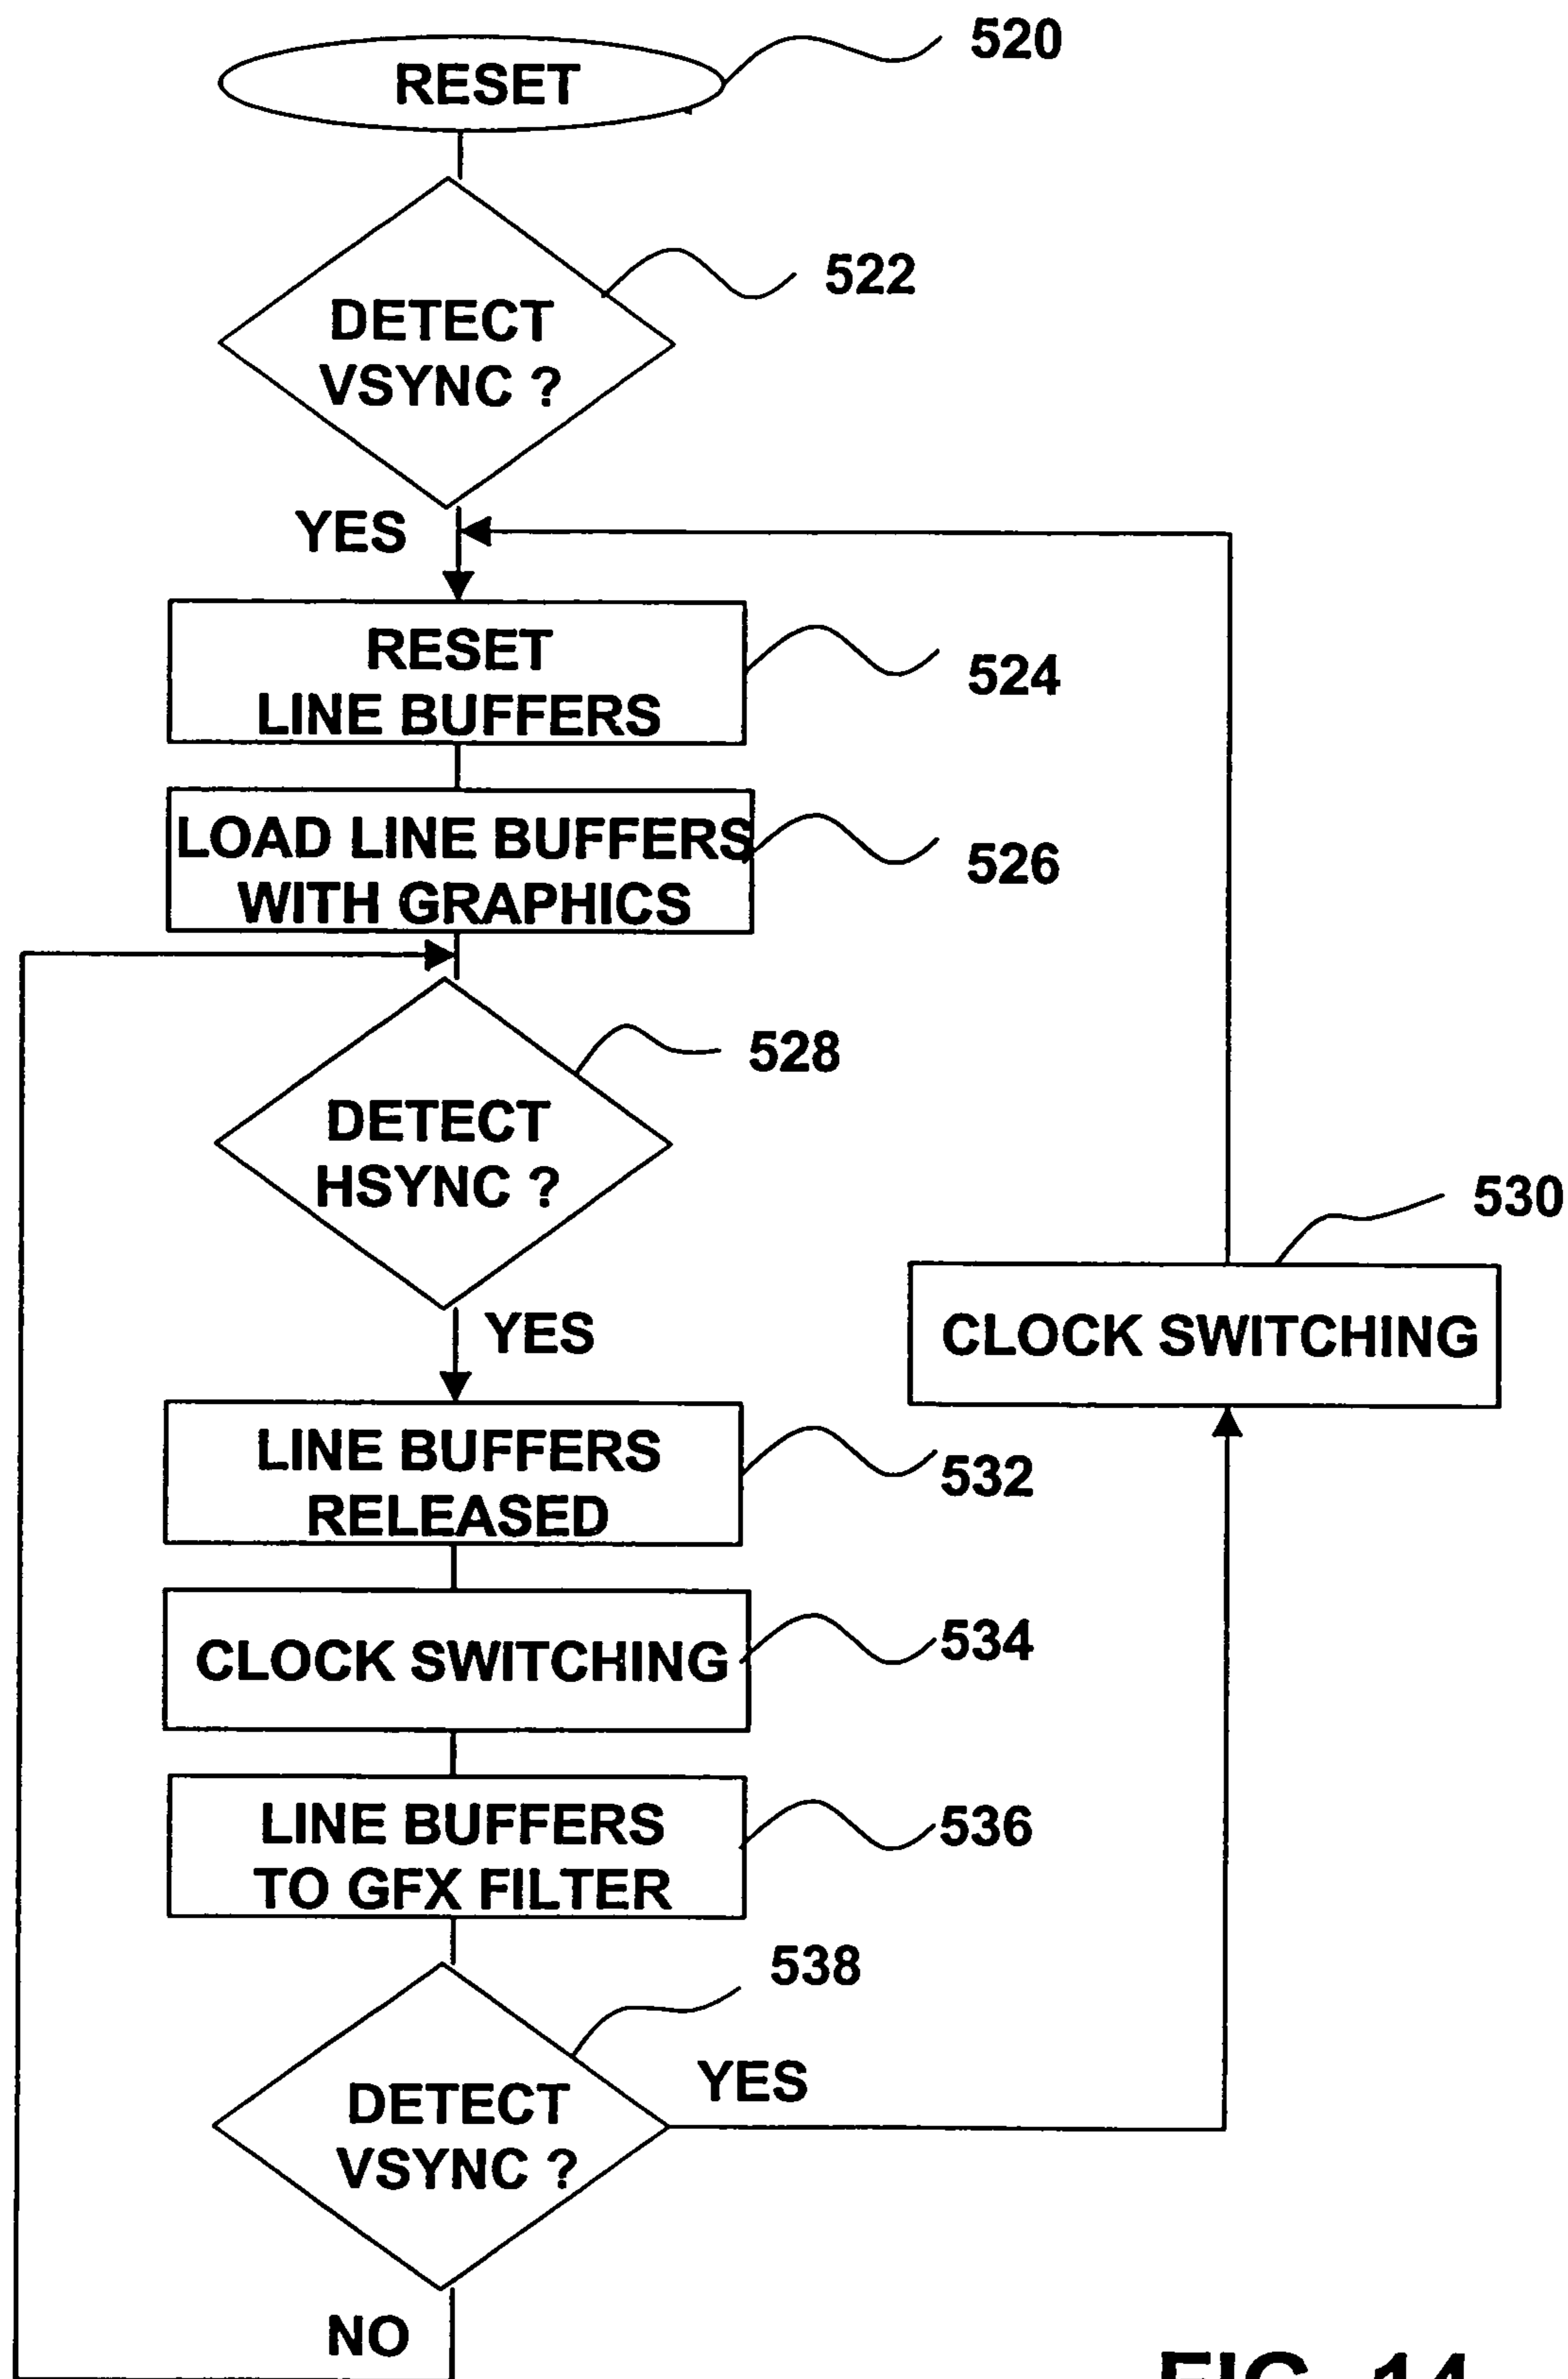 RESET
520
DETECT
VSYNC ?
522
YES
RESET
LINE BUFFERS
524
LOAD LINE BUFFERS
WITH GRAPHICS
526
DETECT
HSYNC ?
528
YES
530
CLOCK SWITCHING
LINE BUFFERS
RELEASED
532
CLOCK SWITCHING
534
LINE BUFFERS
TO GFX FILTER
536
538
DETECT
VSYNC ?
YES
NO
FIG. 14